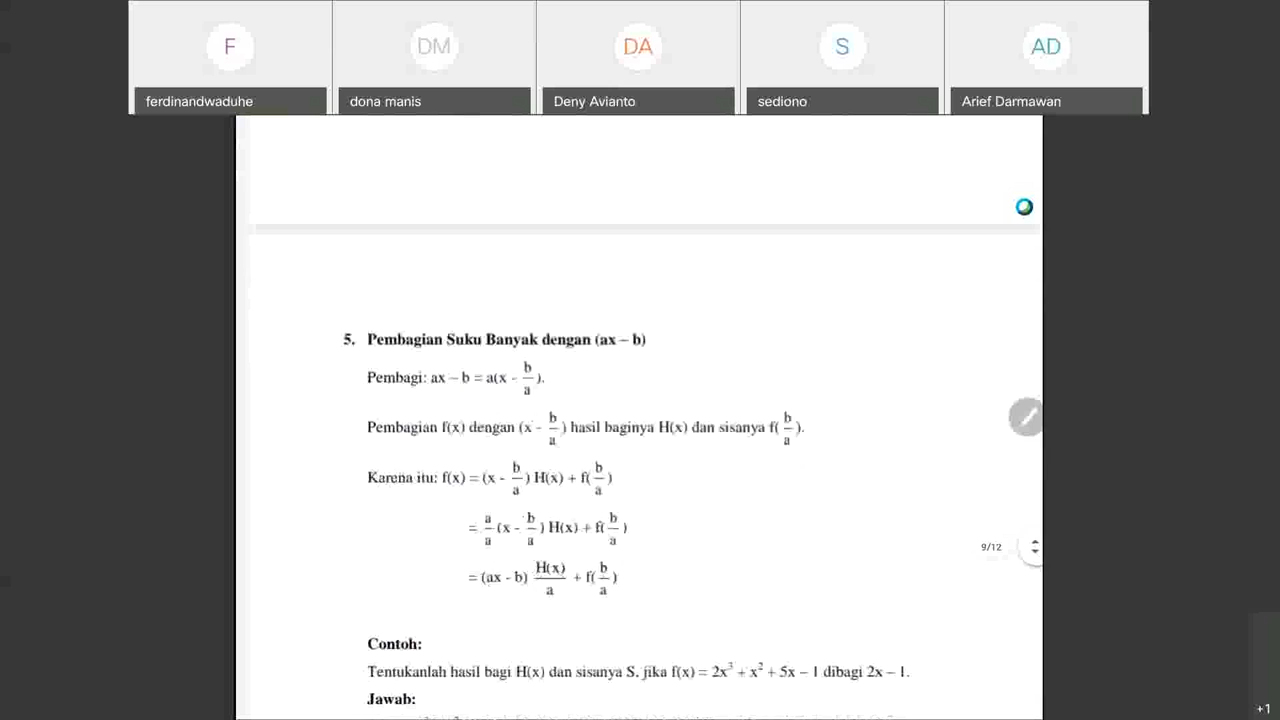 F DM DA S AD
ferdinandwaduhe dona manis Deny Avianto sediono Arief Darmawan
5. Pembagian Suku Banyak dengan (ax – b)
Pembagi: ax – b = a(x - b/a).
Pembagian f(x) dengan (x - b/a) hasil baginya H(x) dan sisanya f(b/a).
Karena itu: f(x) = (x - b/a) H(x) + f(b/a)
= a/a (x - b/a) H(x) + f(b/a)
9/12
= (ax - b) H(x)/a + f(b/a)
Contoh:
Tentukanlah hasil bagi H(x) dan sisanya S. jika f(x) = 2x³ + x² + 5x – 1 dibagi 2x – 1.
Jawab:
+1